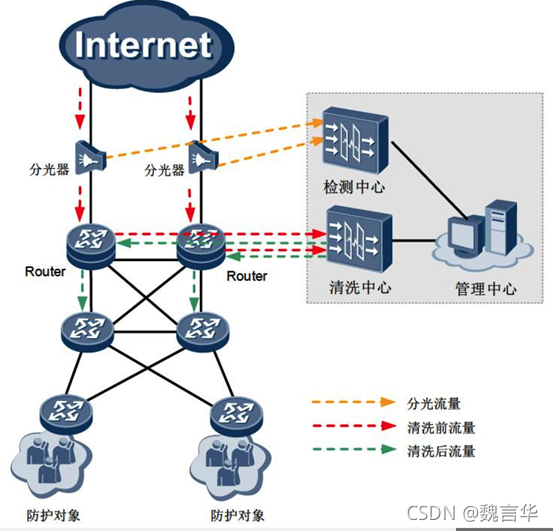 Internet
分光器
分光器
检测中心
Router
Router
清洗中心
管理中心
分光流量
清洗前流量
清洗后流量
防护对象
防护对象
CSDN @魏言华